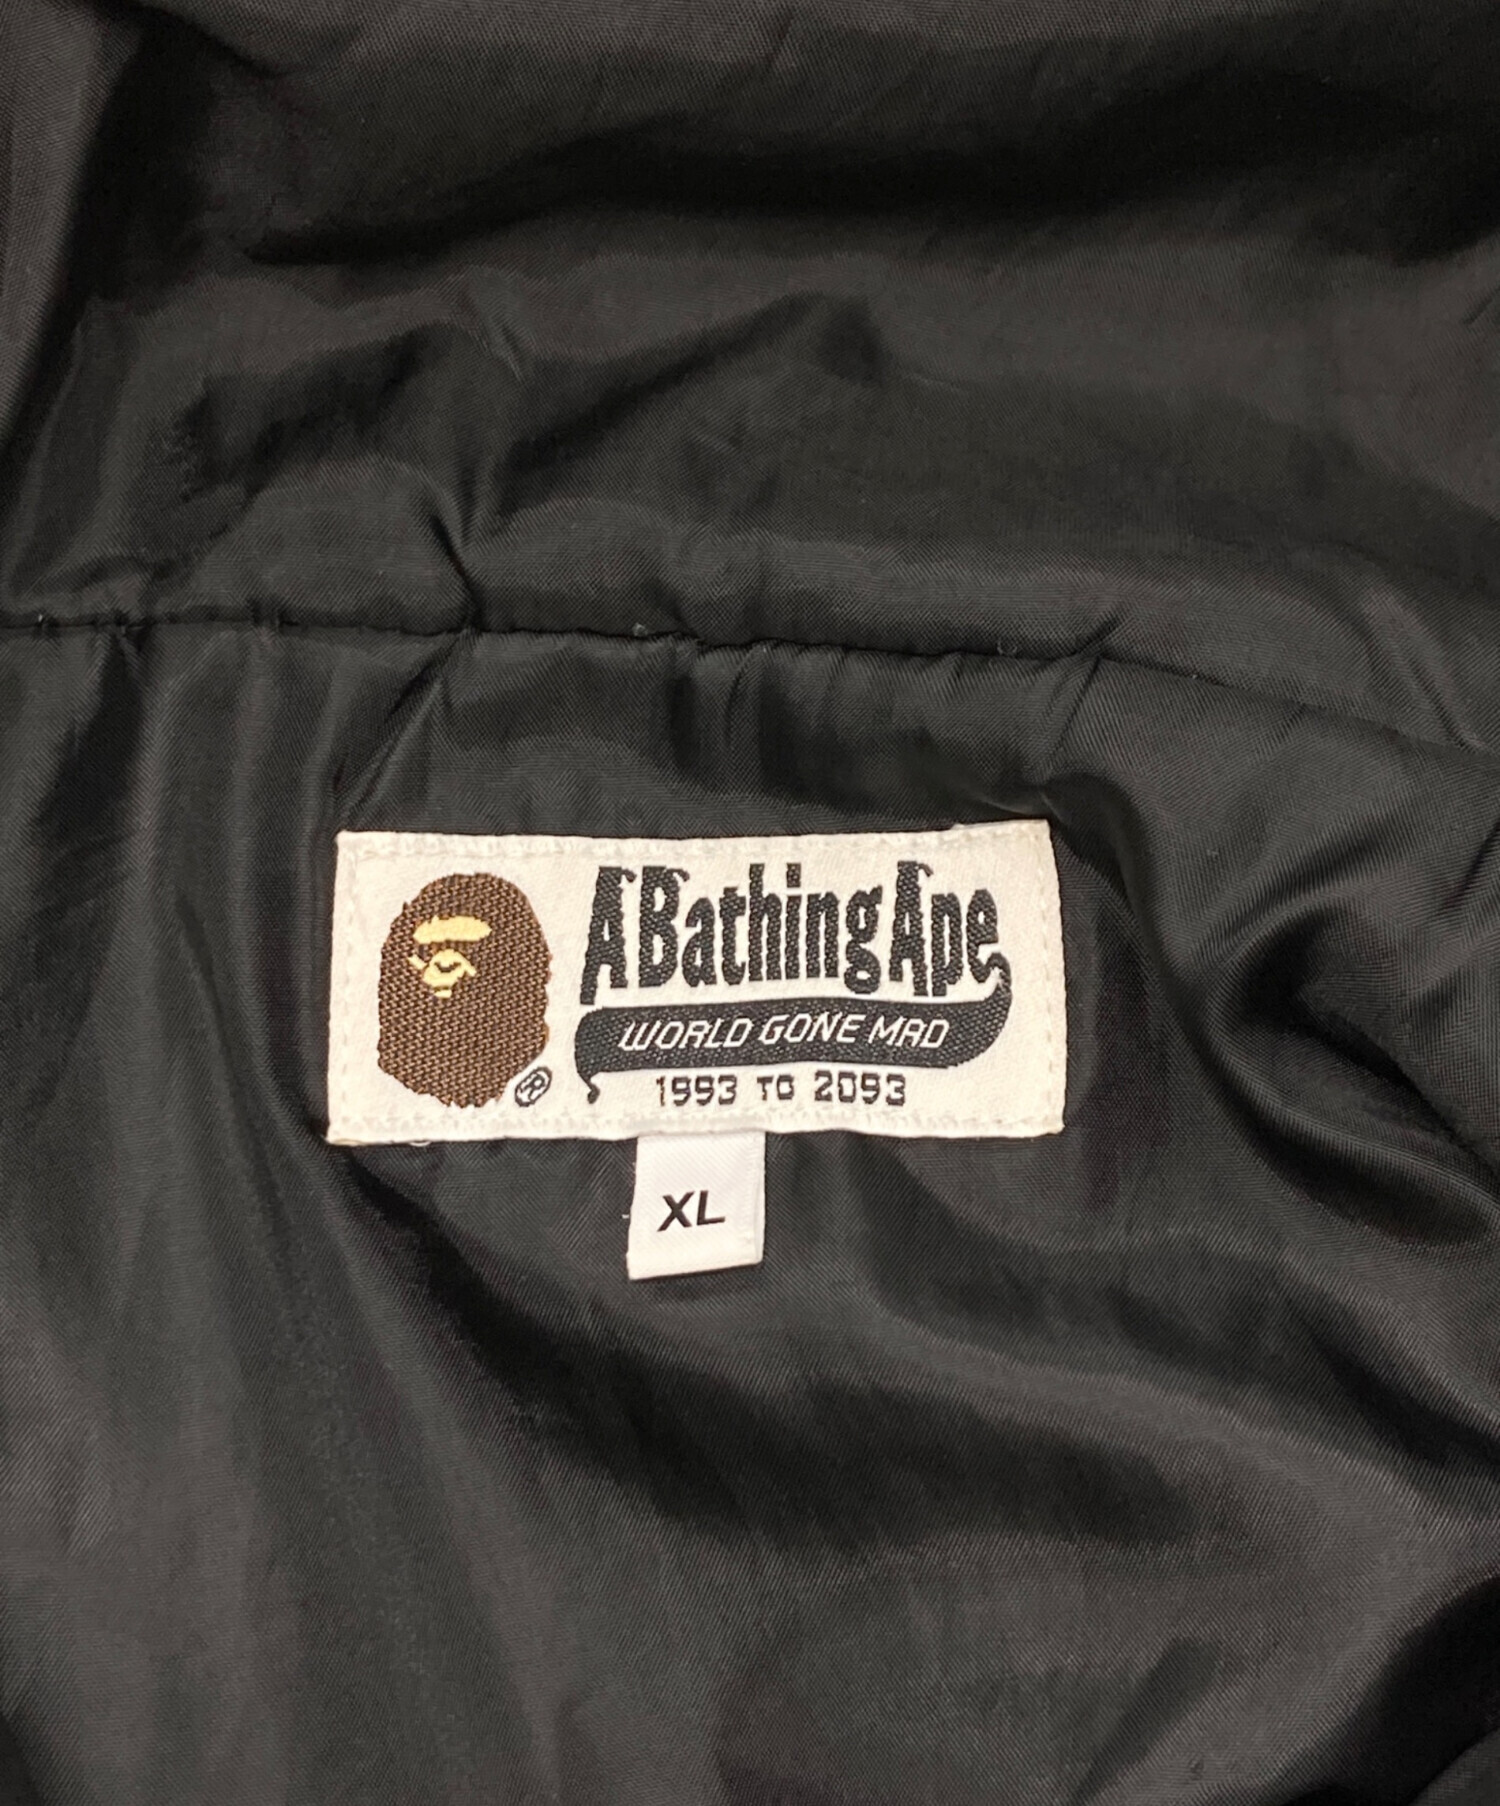 A Bathing Ape
WORLD GONE MAD
1993 TO 2093
®
XL